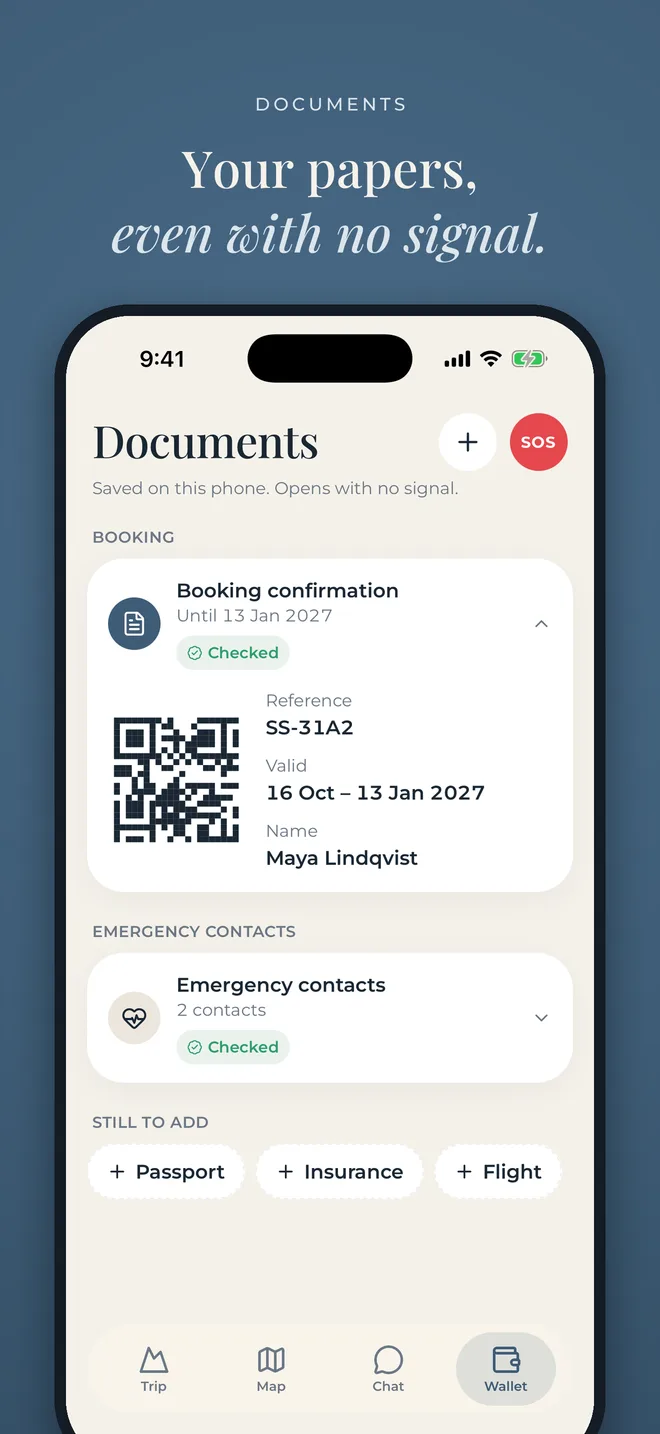 DOCUMENTS
Your papers,
even with no signal.
9:41
Documents
SOS
Saved on this phone. Opens with no signal.
BOOKING
Booking confirmation
Until 13 Jan 2027
Checked
Reference
SS-31A2
Valid
16 Oct – 13 Jan 2027
Name
Maya Lindqvist
EMERGENCY CONTACTS
Emergency contacts
2 contacts
Checked
STILL TO ADD
+ Passport + Insurance + Flight
Trip Map Chat Wallet